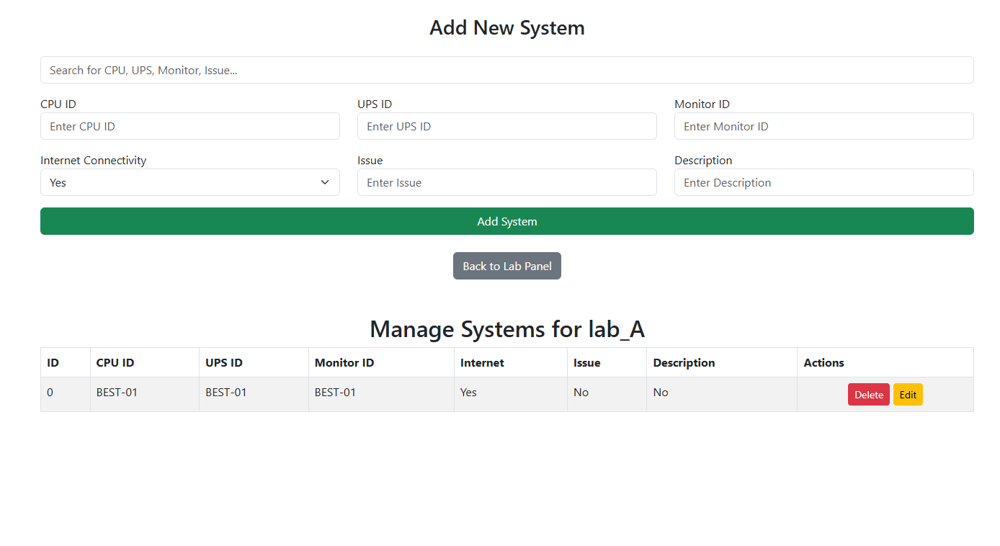 Add New System
Search for CPU, UPS, Monitor, Issue...
CPU ID UPS ID Monitor ID
Enter CPU ID Enter UPS ID Enter Monitor ID
Internet Connectivity Issue Description
Yes Enter Issue Enter Description
Add System
Back to Lab Panel
Manage Systems for lab_A
ID CPU ID UPS ID Monitor ID Internet Issue Description Actions
0 BEST-01 BEST-01 BEST-01 Yes No No Delete Edit